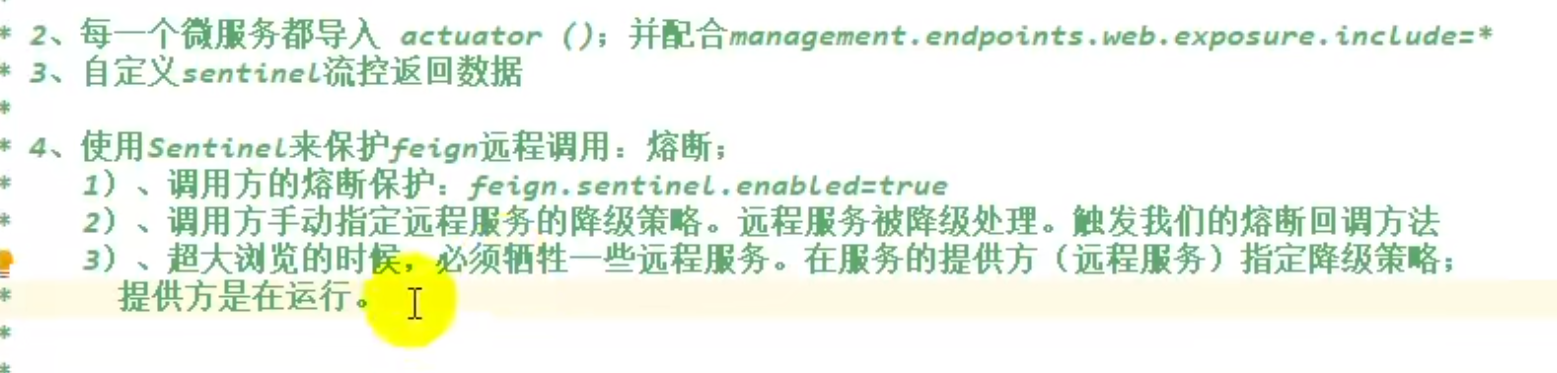 * 2、每一个微服务都导入 actuator ()；并配合management.endpoints.web.exposure.include=*
* 3、自定义sentinel流控返回数据
*
* 4、使用Sentinel来保护feign远程调用：熔断；
* 1）、调用方的熔断保护：feign.sentinel.enabled=true
* 2）、调用方手动指定远程服务的降级策略。远程服务被降级处理。触发我们的熔断回调方法
* 3）、超大浏览的时候，必须牺牲一些远程服务。在服务的提供方（远程服务）指定降级策略；
* 提供方是在运行。
*
*